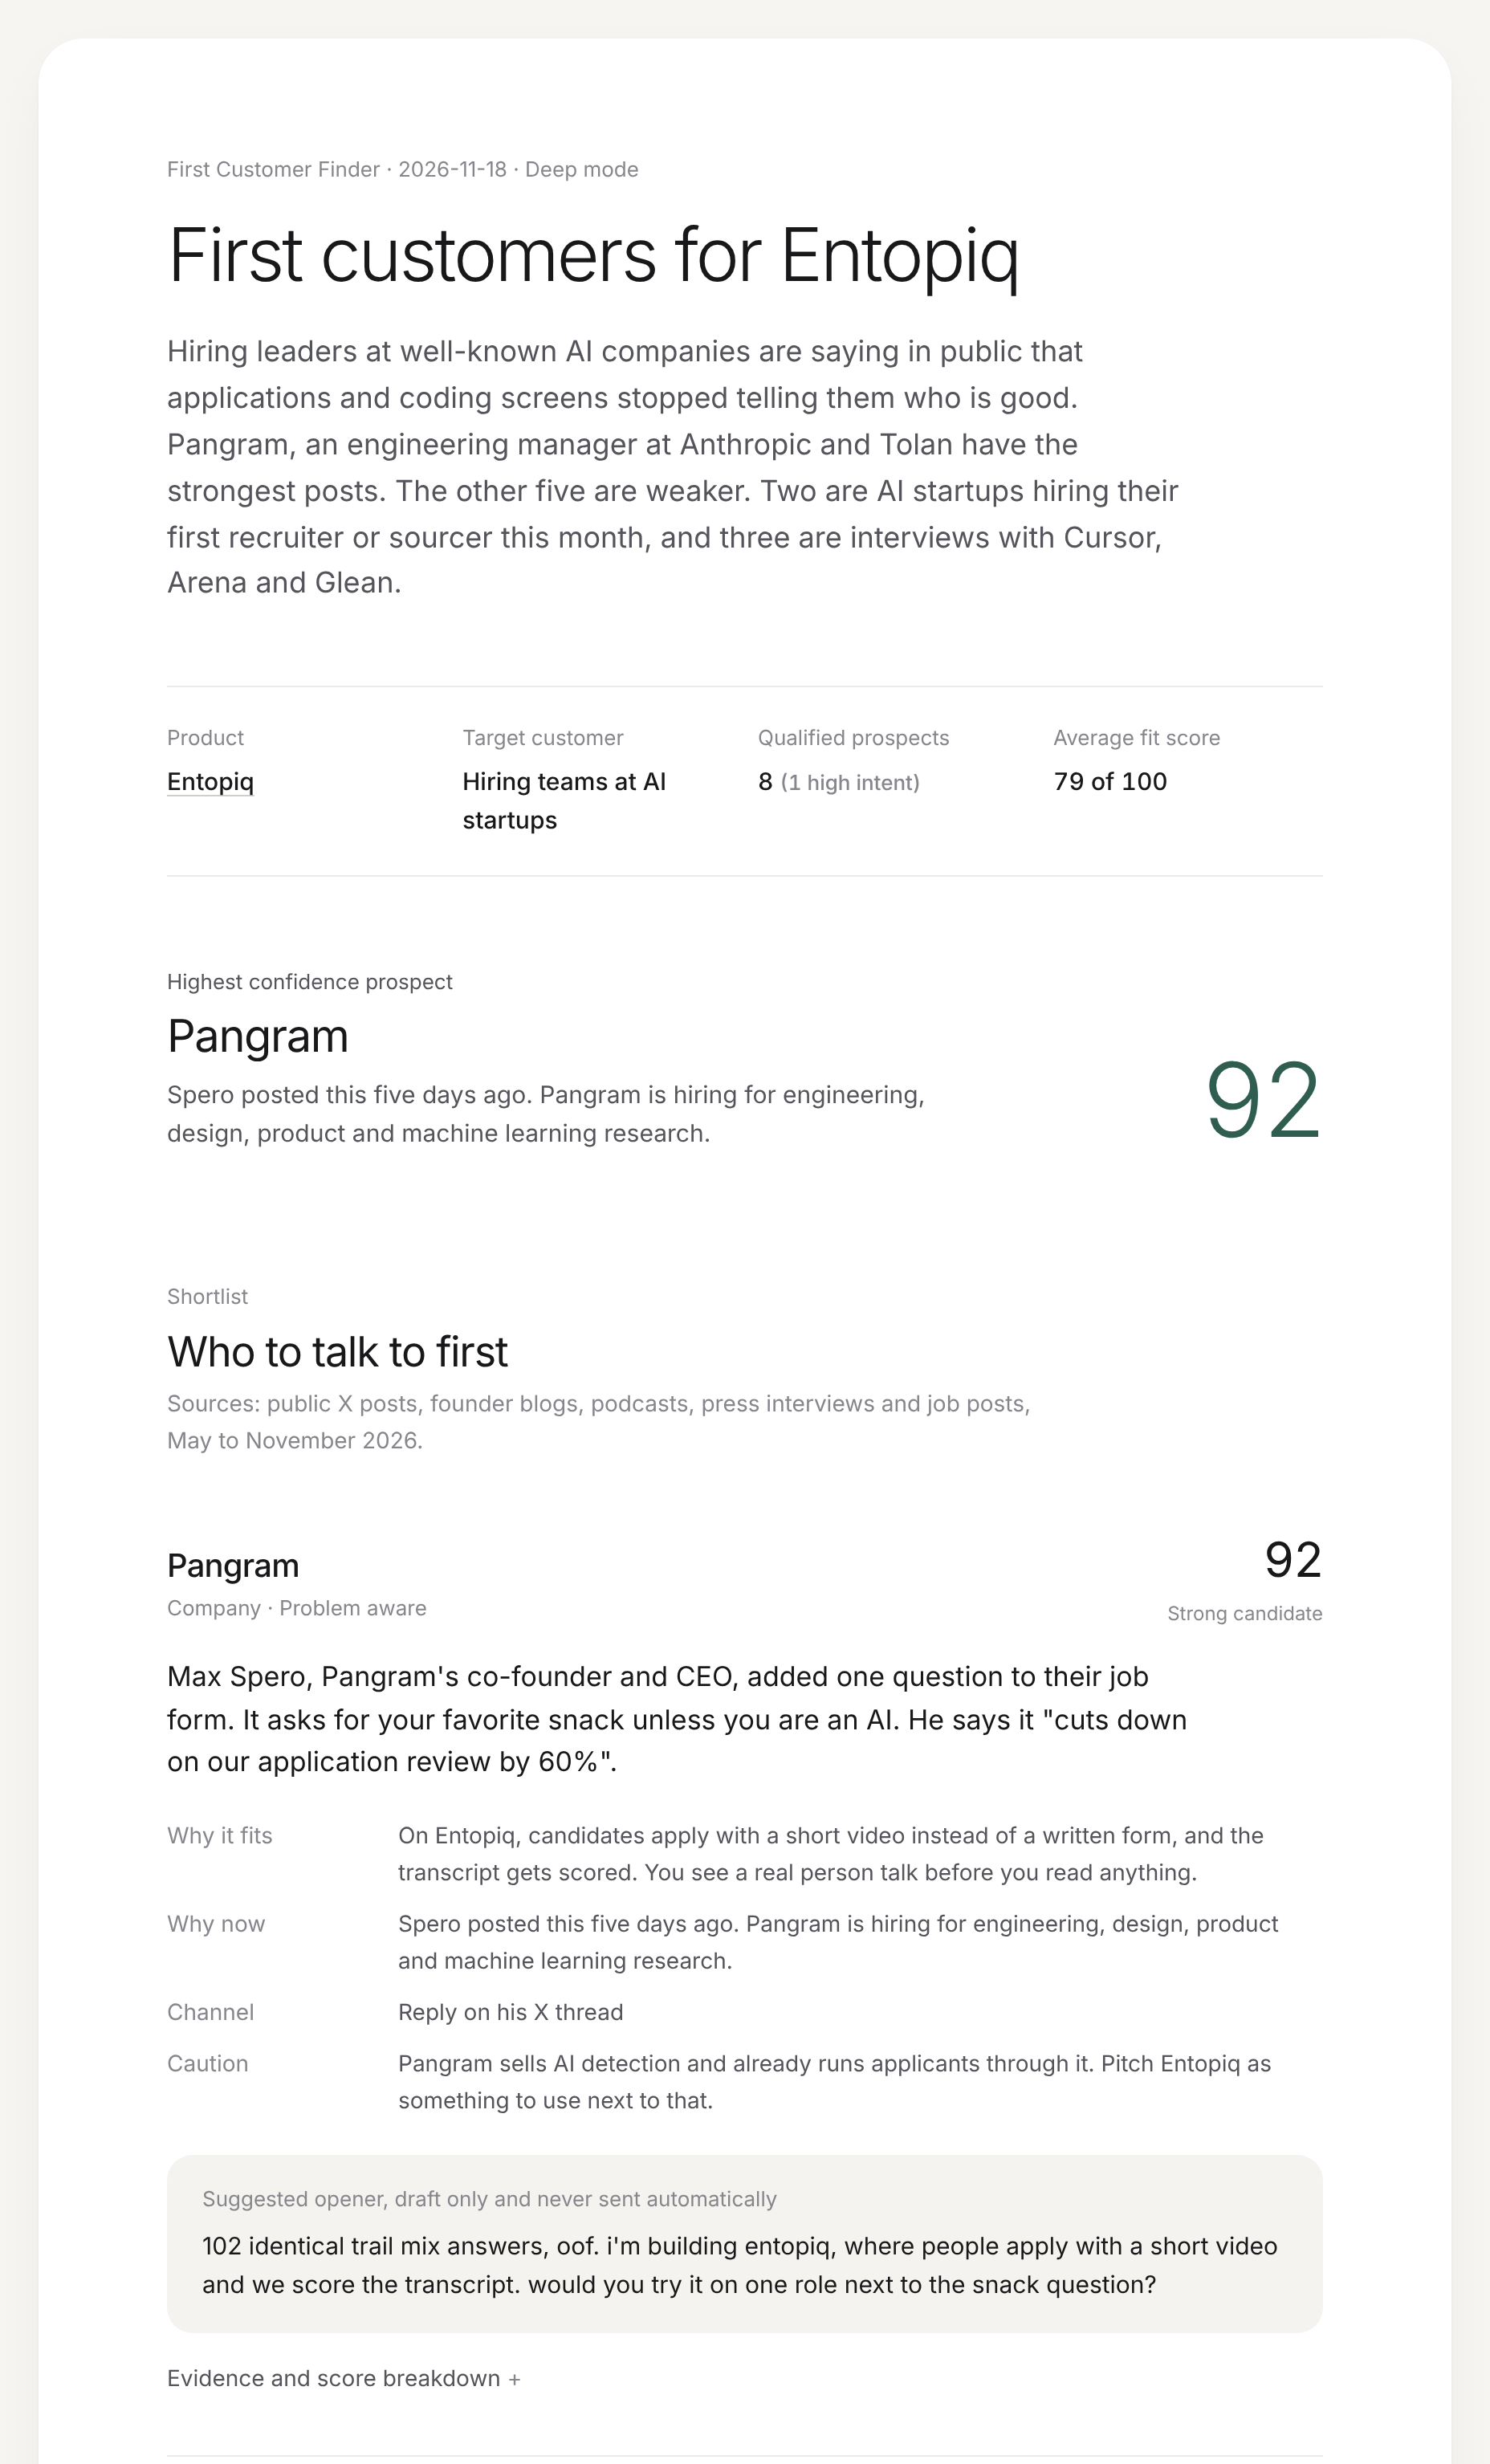 First Customer Finder · 2026-11-18 · Deep mode
First customers for Entopiq
Hiring leaders at well-known AI companies are saying in public that
applications and coding screens stopped telling them who is good.
Pangram, an engineering manager at Anthropic and Tolan have the
strongest posts. The other five are weaker. Two are AI startups hiring their
first recruiter or sourcer this month, and three are interviews with Cursor,
Arena and Glean.
Product
Entopiq
Target customer
Hiring teams at AI
startups
Qualified prospects
8 (1 high intent)
Average fit score
79 of 100
Highest confidence prospect
Pangram
Spero posted this five days ago. Pangram is hiring for engineering,
design, product and machine learning research.
92
Shortlist
Who to talk to first
Sources: public X posts, founder blogs, podcasts, press interviews and job posts,
May to November 2026.
Pangram
Company · Problem aware
92
Strong candidate
Max Spero, Pangram's co-founder and CEO, added one question to their job
form. It asks for your favorite snack unless you are an AI. He says it "cuts down
on our application review by 60%".
Why it fits
On Entopiq, candidates apply with a short video instead of a written form, and the
transcript gets scored. You see a real person talk before you read anything.
Why now
Spero posted this five days ago. Pangram is hiring for engineering, design, product
and machine learning research.
Channel
Reply on his X thread
Caution
Pangram sells AI detection and already runs applicants through it. Pitch Entopiq as
something to use next to that.
Suggested opener, draft only and never sent automatically
102 identical trail mix answers, oof. i'm building entopiq, where people apply with a short video
and we score the transcript. would you try it on one role next to the snack question?
Evidence and score breakdown +